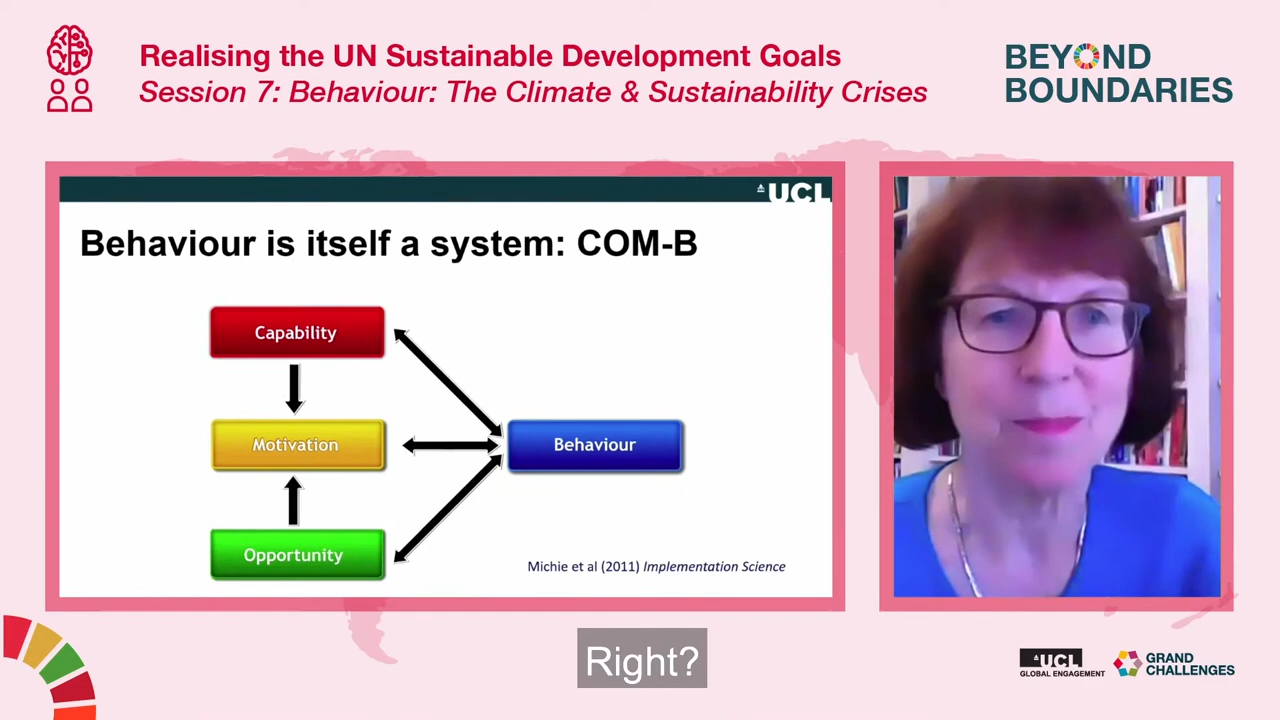 Realising the UN Sustainable Development Goals
Session 7: Behaviour: The Climate & Sustainability Crises
BEYOND
BOUNDARIES
UCL
Behaviour is itself a system: COM-B
Capability
Motivation
Behaviour
Opportunity
Michie et al (2011) Implementation Science
Right?
UCL
GLOBAL ENGAGEMENT
GRAND
CHALLENGES